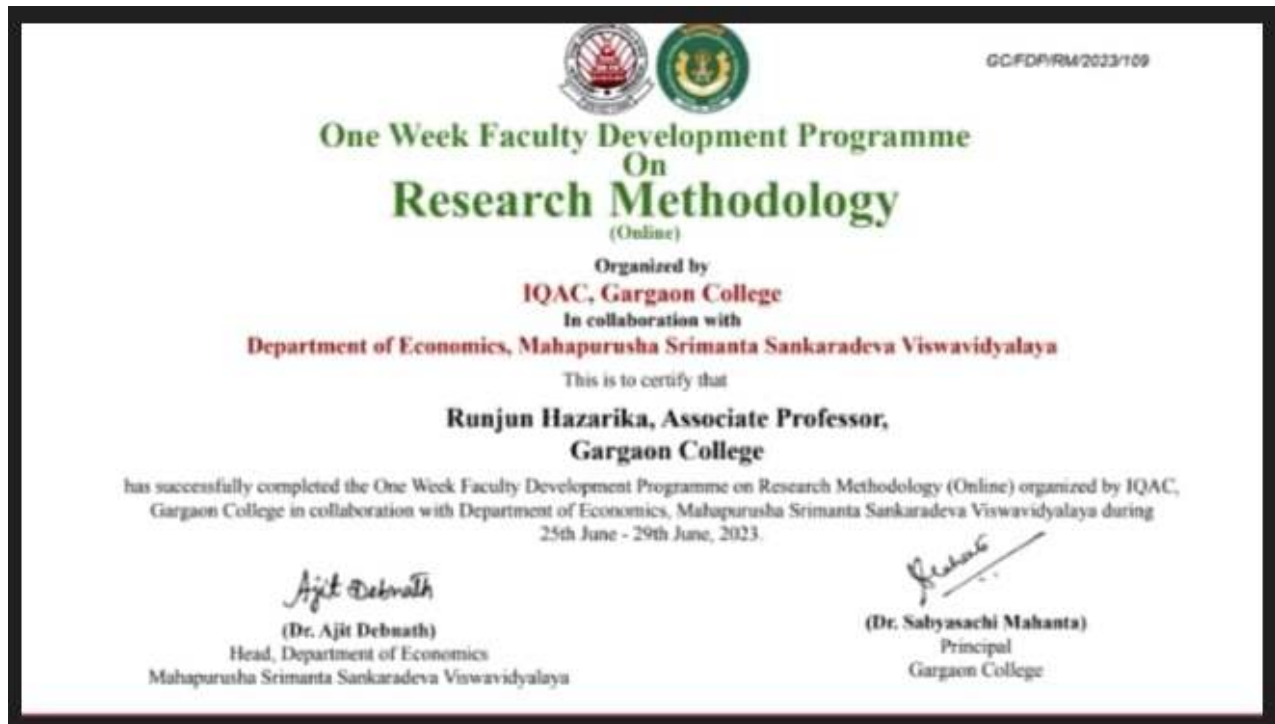 GC/FDP/RM/2023/109
One Week Faculty Development Programme
On
Research Methodology
(Online)
Organized by
IQAC, Gargaon College
In collaboration with
Department of Economics, Mahapurusha Srimanta Sankaradeva Viswavidyalaya
This is to certify that
Runjun Hazarika, Associate Professor,
Gargaon College
has successfully completed the One Week Faculty Development Programme on Research Methodology (Online) organized by IQAC,
Gargaon College in collaboration with Department of Economics, Mahapurusha Srimanta Sankaradeva Viswavidyalaya during
25th June - 29th June, 2023.
Ajit Debnath
(Dr. Ajit Debnath)
Head, Department of Economics
Mahapurusha Srimanta Sankaradeva Viswavidyalaya
(Dr. Sabyasachi Mahanta)
Principal
Gargaon College